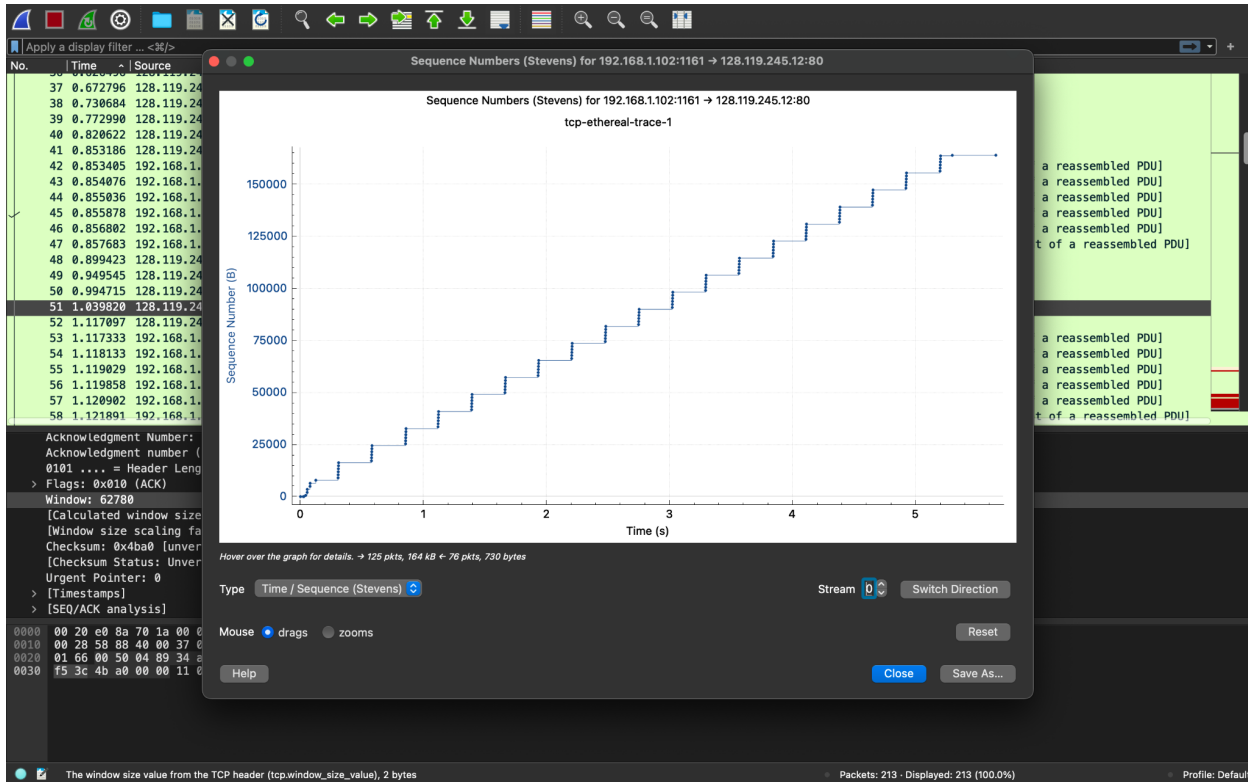 Apply a display filter ... <⌘/>
+
No. Time Source
37 0.672796 128.119.24
38 0.730684 128.119.24
39 0.772990 128.119.24
40 0.820622 128.119.24
41 0.853186 128.119.24
42 0.853405 192.168.1. a reassembled PDU]
43 0.854076 192.168.1. a reassembled PDU]
44 0.855036 192.168.1. a reassembled PDU]
45 0.855878 192.168.1. a reassembled PDU]
46 0.856802 192.168.1. a reassembled PDU]
47 0.857683 192.168.1. t of a reassembled PDU]
48 0.899423 128.119.24
49 0.949545 128.119.24
50 0.994715 128.119.24
51 1.039820 128.119.24
52 1.117097 128.119.24
53 1.117333 192.168.1. a reassembled PDU]
54 1.118133 192.168.1. a reassembled PDU]
55 1.119029 192.168.1. a reassembled PDU]
56 1.119858 192.168.1. a reassembled PDU]
57 1.120902 192.168.1. a reassembled PDU]
58 1.121891 192.168.1. t of a reassembled PDU]
Acknowledgment Number:
Acknowledgment number (
0101 .... = Header Leng
> Flags: 0x010 (ACK)
Window: 62780
[Calculated window size
[Window size scaling fa
Checksum: 0x4ba0 [unver
[Checksum Status: Unver
Urgent Pointer: 0
> [Timestamps]
> [SEQ/ACK analysis]
0000 00 20 e0 8a 70 1a 00 0
0010 00 28 58 88 40 00 37 0
0020 01 66 00 50 04 89 34 a
0030 f5 3c 4b a0 00 00 11 0
Sequence Numbers (Stevens) for 192.168.1.102:1161 → 128.119.245.12:80
Sequence Numbers (Stevens) for 192.168.1.102:1161 → 128.119.245.12:80
tcp-ethereal-trace-1
Sequence Number (B)
150000
125000
100000
75000
50000
25000
0
0 1 2 3 4 5
Time (s)
Hover over the graph for details. → 125 pkts, 164 kB ← 76 pkts, 730 bytes
Type Time / Sequence (Stevens) Stream 0 Switch Direction
Mouse drags zooms Reset
Help Close Save As...
The window size value from the TCP header (tcp.window_size_value), 2 bytes Packets: 213 · Displayed: 213 (100.0%) Profile: Default